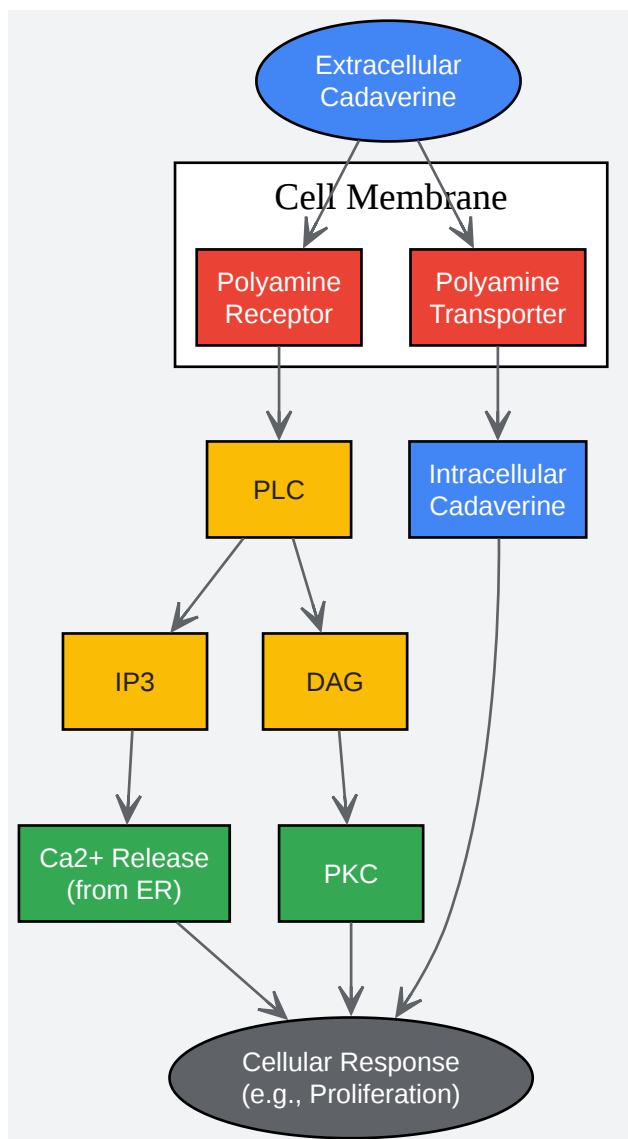 Extracellular
Cadaverine
Cell Membrane
Polyamine
Receptor
Polyamine
Transporter
PLC
Intracellular
Cadaverine
IP3
DAG
Ca2+ Release
(from ER)
PKC
Cellular Response
(e.g., Proliferation)